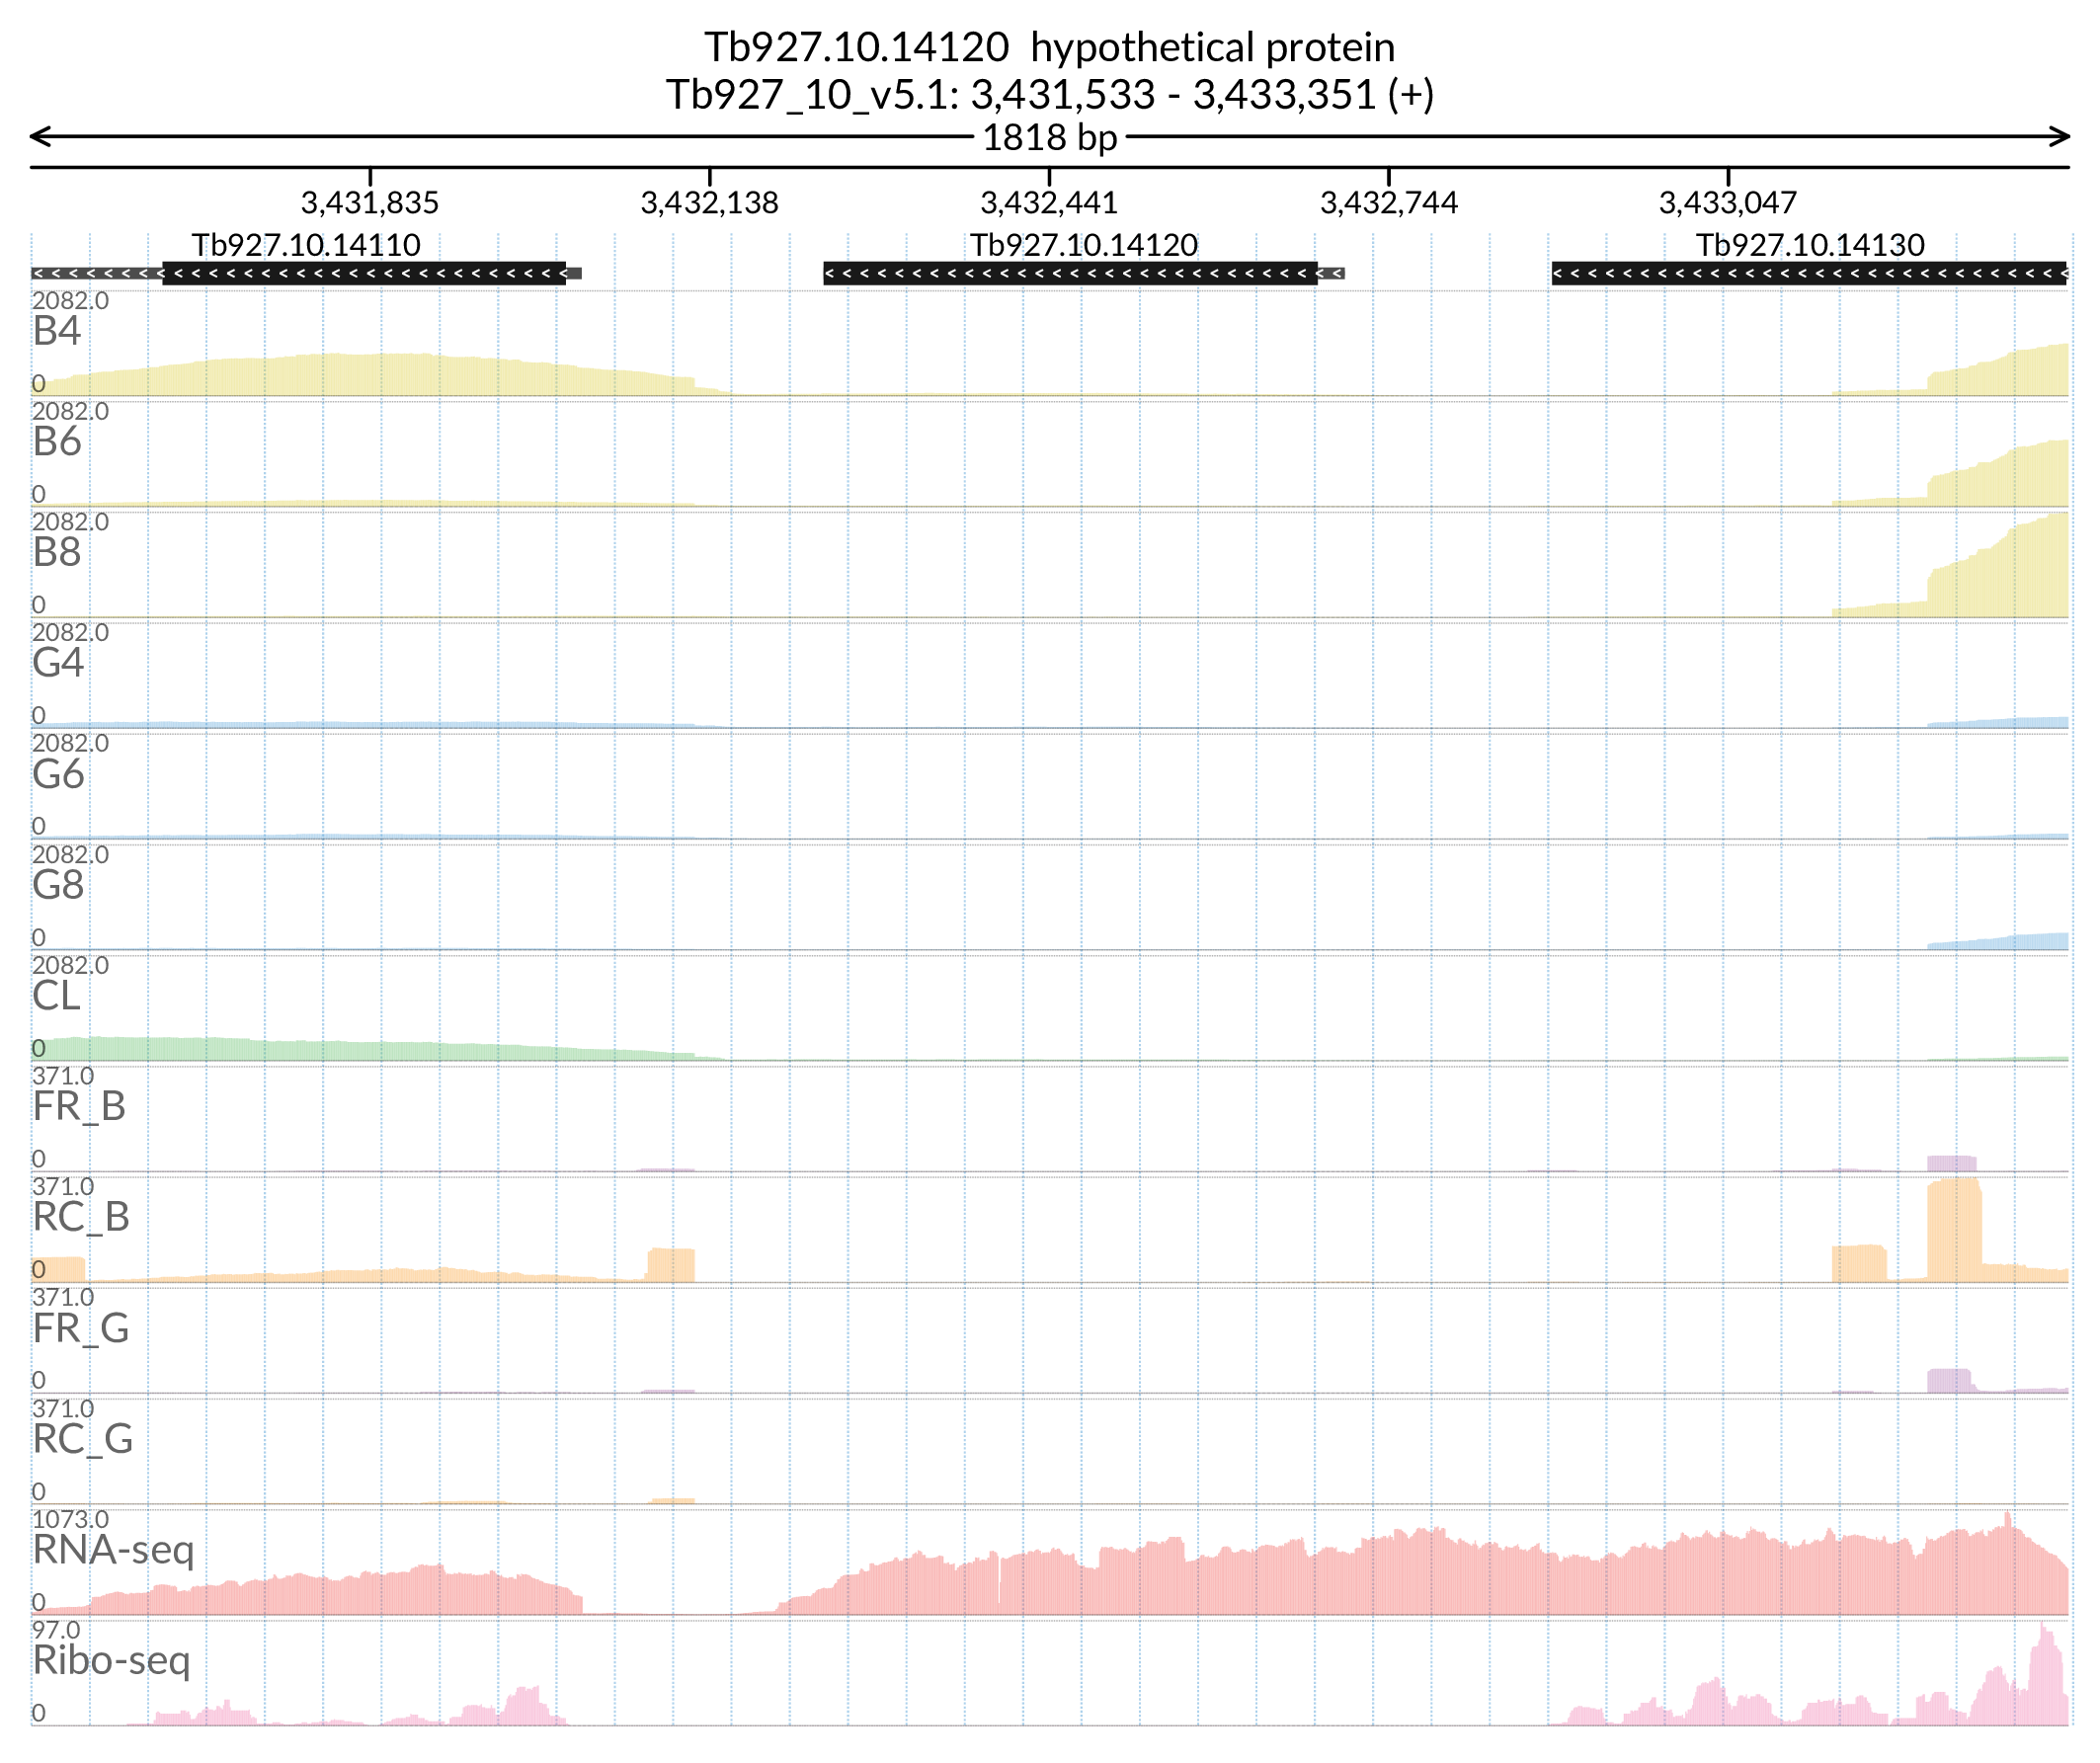 Tb927.10.14120 hypothetical protein
Tb927_10_v5.1: 3,431,533 - 3,433,351 (+)
1818 bp
3,431,835 3,432,138 3,432,441 3,432,744 3,433,047
Tb927.10.14110 Tb927.10.14120 Tb927.10.14130
2082.0
B4
0
2082.0
B6
0
2082.0
B8
0
2082.0
G4
0
2082.0
G6
0
2082.0
G8
0
2082.0
CL
0
371.0
FR_B
0
371.0
RC_B
0
371.0
FR_G
0
371.0
RC_G
0
1073.0
RNA-seq
0
97.0
Ribo-seq
0